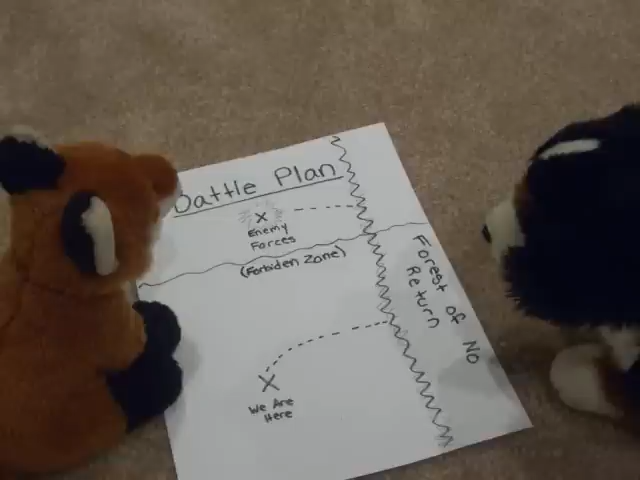 Battle Plan
X
Enemy
Forces
(Forbiden Zone)
Forest of No
Return
X
We Are
Here